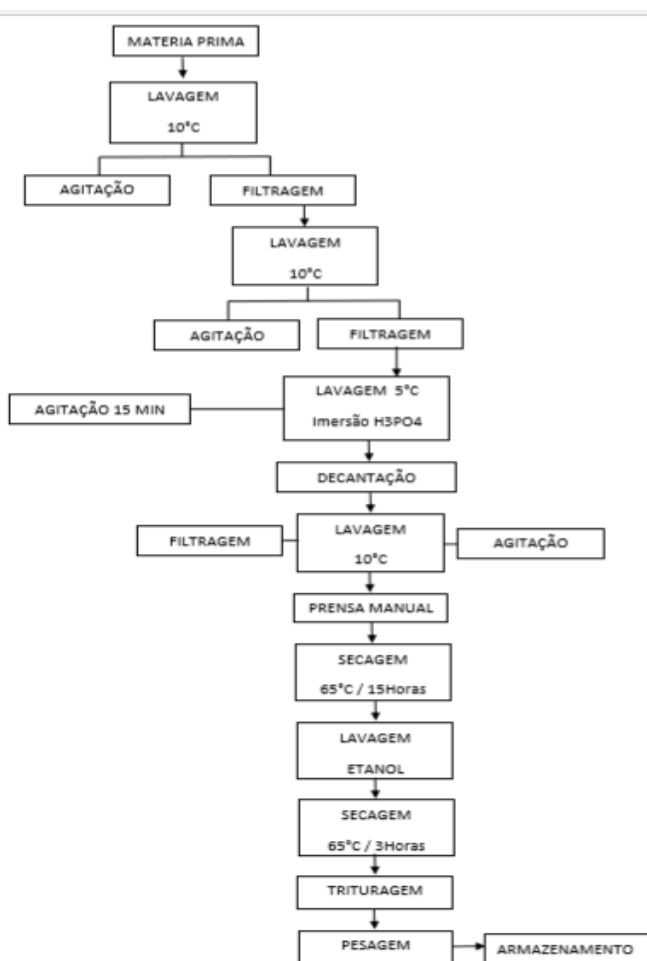 MATERIA PRIMA
LAVAGEM
10°C
AGITAÇÃO
FILTRAGEM
LAVAGEM
10°C
AGITAÇÃO
FILTRAGEM
LAVAGEM 5°C
Imersão H3PO4
AGITAÇÃO 15 MIN
DECANTAÇÃO
FILTRAGEM
LAVAGEM
10°C
AGITAÇÃO
PRENSA MANUAL
SECAGEM
65°C / 15Horas
LAVAGEM
ETANOL
SECAGEM
65°C / 3Horas
TRITURAGEM
PESAGEM
ARMAZENAMENTO